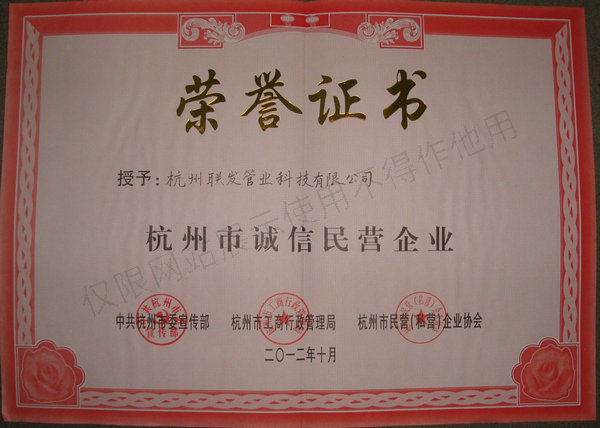 荣誉证书
授予：杭州联发管业科技有限公司
杭州市诚信民营企业
中共杭州市委宣传部 杭州市工商行政管理局 杭州市民营(私营)企业协会
二〇一二年十月
仅限网站展示使用不得作他用